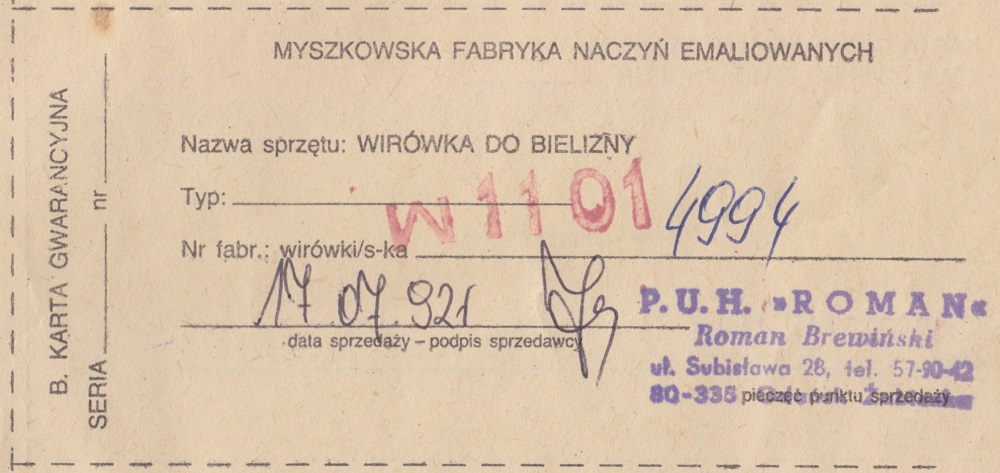 MYSZKOWSKA FABRYKA NACZYŃ EMALIOWANYCH
Nazwa sprzętu: WIRÓWKA DO BIELIZNY
Typ:
W1101
4994
Nr fabr.: wirówki/s-ka
17.07.92r
data sprzedaży – podpis sprzedawcy
P.U.H. »ROMAN«
Roman Brewiński
ul. Subisława 28, tel. 57-90-42
80-335
pieczęć punktu sprzedaży
B. KARTA GWARANCYJNA
SERIA nr